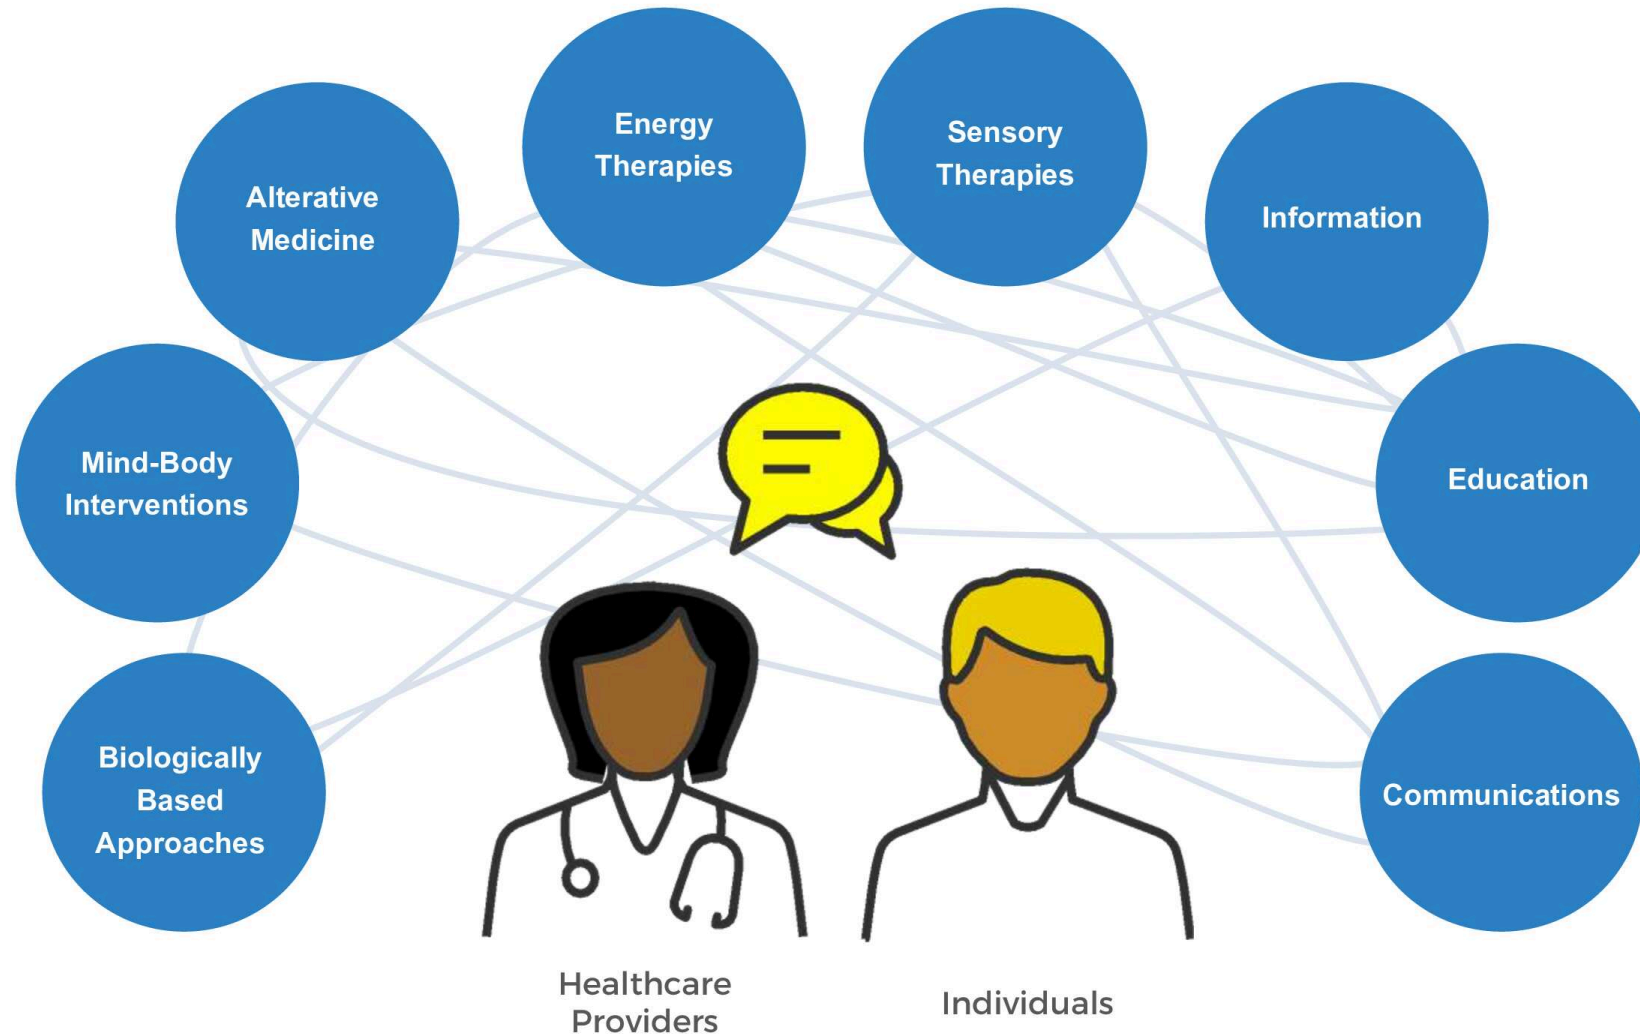 Energy
Therapies
Sensory
Therapies
Alterative
Medicine
Information
Mind-Body
Interventions
Education
Biologically
Based
Approaches
Communications
Healthcare
Providers
Individuals